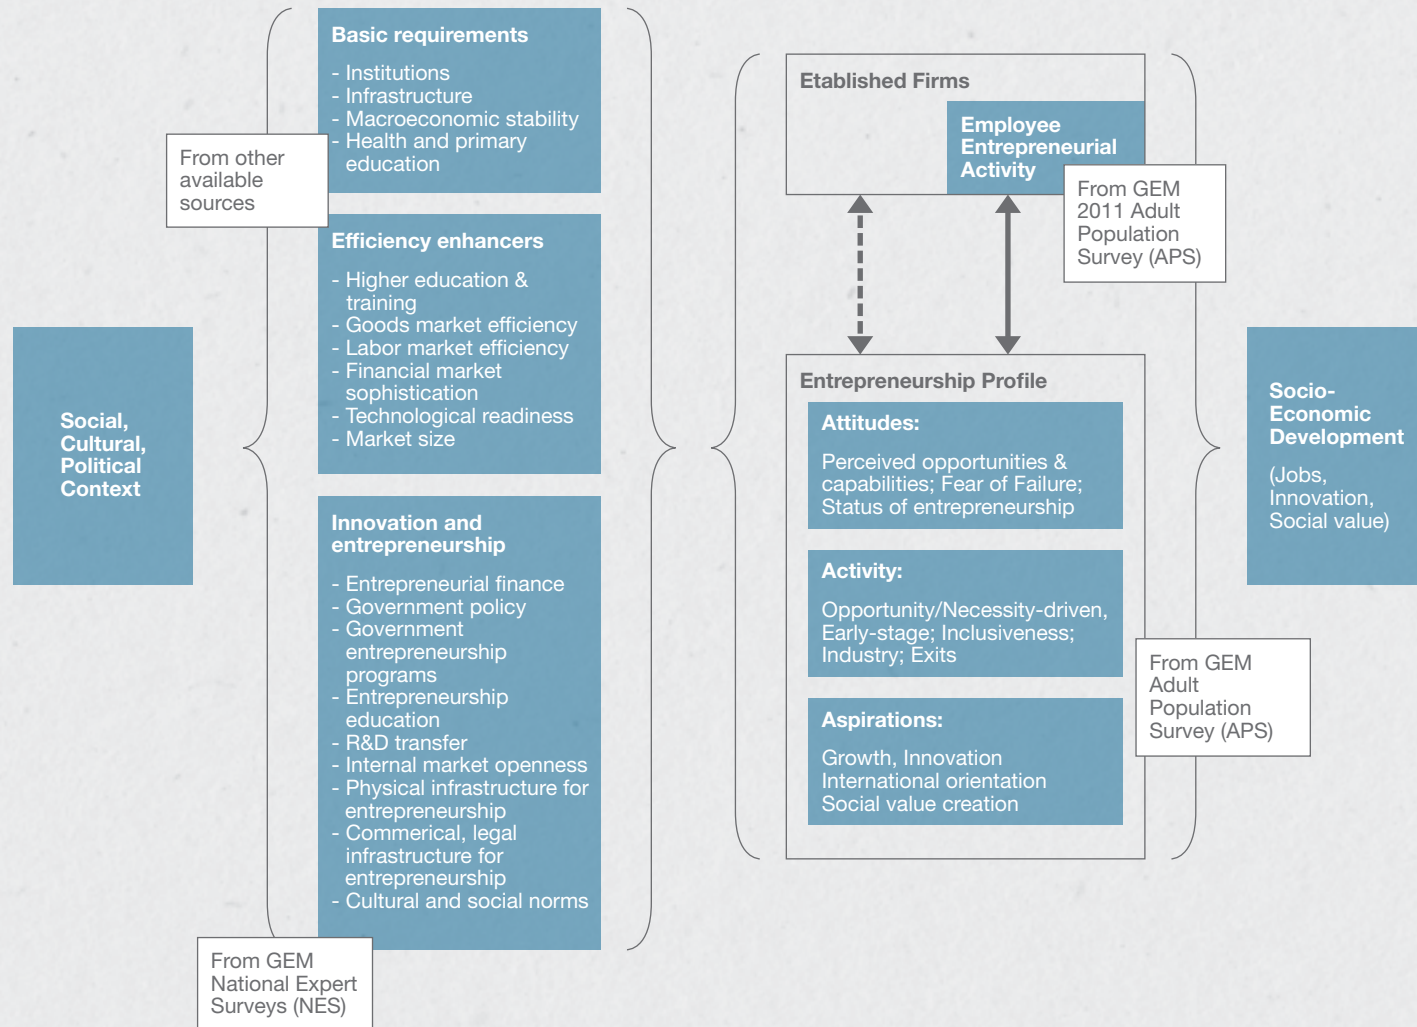 Social,
Cultural,
Political
Context
From other
available
sources
Basic requirements
- Institutions
- Infrastructure
- Macroeconomic stability
- Health and primary
education
Efficiency enhancers
- Higher education &
training
- Goods market efficiency
- Labor market efficiency
- Financial market
sophistication
- Technological readiness
- Market size
Innovation and
entrepreneurship
- Entrepreneurial finance
- Government policy
- Government
entrepreneurship
programs
- Entrepreneurship
education
- R&D transfer
- Internal market openness
- Physical infrastructure for
entrepreneurship
- Commerical, legal
infrastructure for
entrepreneurship
- Cultural and social norms
From GEM
National Expert
Surveys (NES)
Etablished Firms
Employee
Entrepreneurial
Activity
From GEM
2011 Adult
Population
Survey (APS)
Entrepreneurship Profile
Attitudes:
Perceived opportunities &
capabilities; Fear of Failure;
Status of entrepreneurship
Activity:
Opportunity/Necessity-driven,
Early-stage; Inclusiveness;
Industry; Exits
Aspirations:
Growth, Innovation
International orientation
Social value creation
From GEM
Adult
Population
Survey (APS)
Socio-
Economic
Development
(Jobs,
Innovation,
Social value)